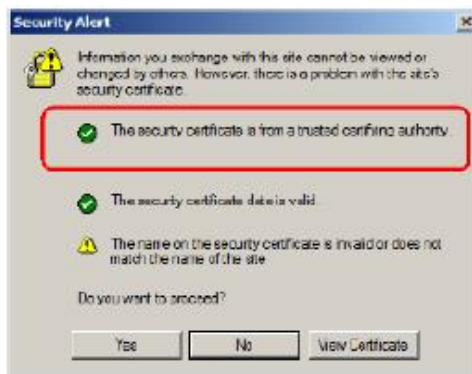 Security Alert
Information you exchange with this site cannot be viewed or
changed by others. However, there is a problem with the site's
security certificate.
The security certificate is from a trusted certifying authority.
The security certificate date is valid.
The name on the security certificate is invalid or does not
match the name of the site
Do you want to proceed?
Yes
No
View Certificate